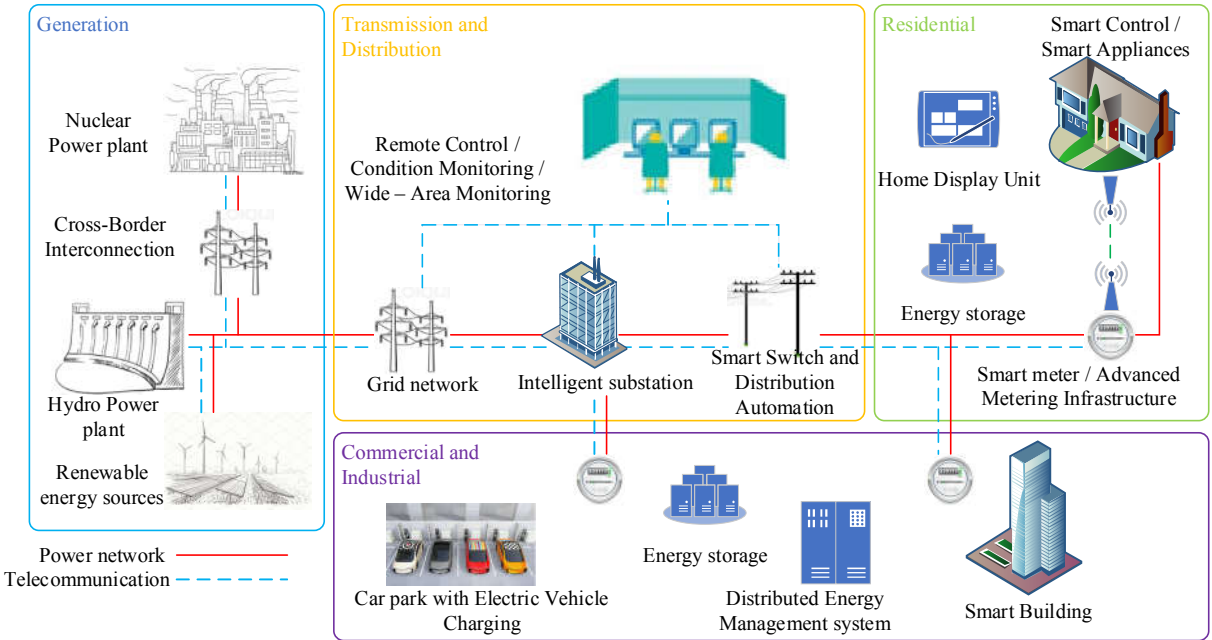 Generation
Nuclear
Power plant
Cross-Border
Interconnection
Hydro Power
plant
Renewable
energy sources
Power network
Telecommunication
Transmission and
Distribution
Remote Control /
Condition Monitoring /
Wide – Area Monitoring
Grid network
Intelligent substation
Smart Switch and
Distribution
Automation
Residential
Smart Control /
Smart Appliances
Home Display Unit
Energy storage
Smart meter / Advanced
Metering Infrastructure
Commercial and
Industrial
Car park with Electric Vehicle
Charging
Energy storage
Distributed Energy
Management system
Smart Building